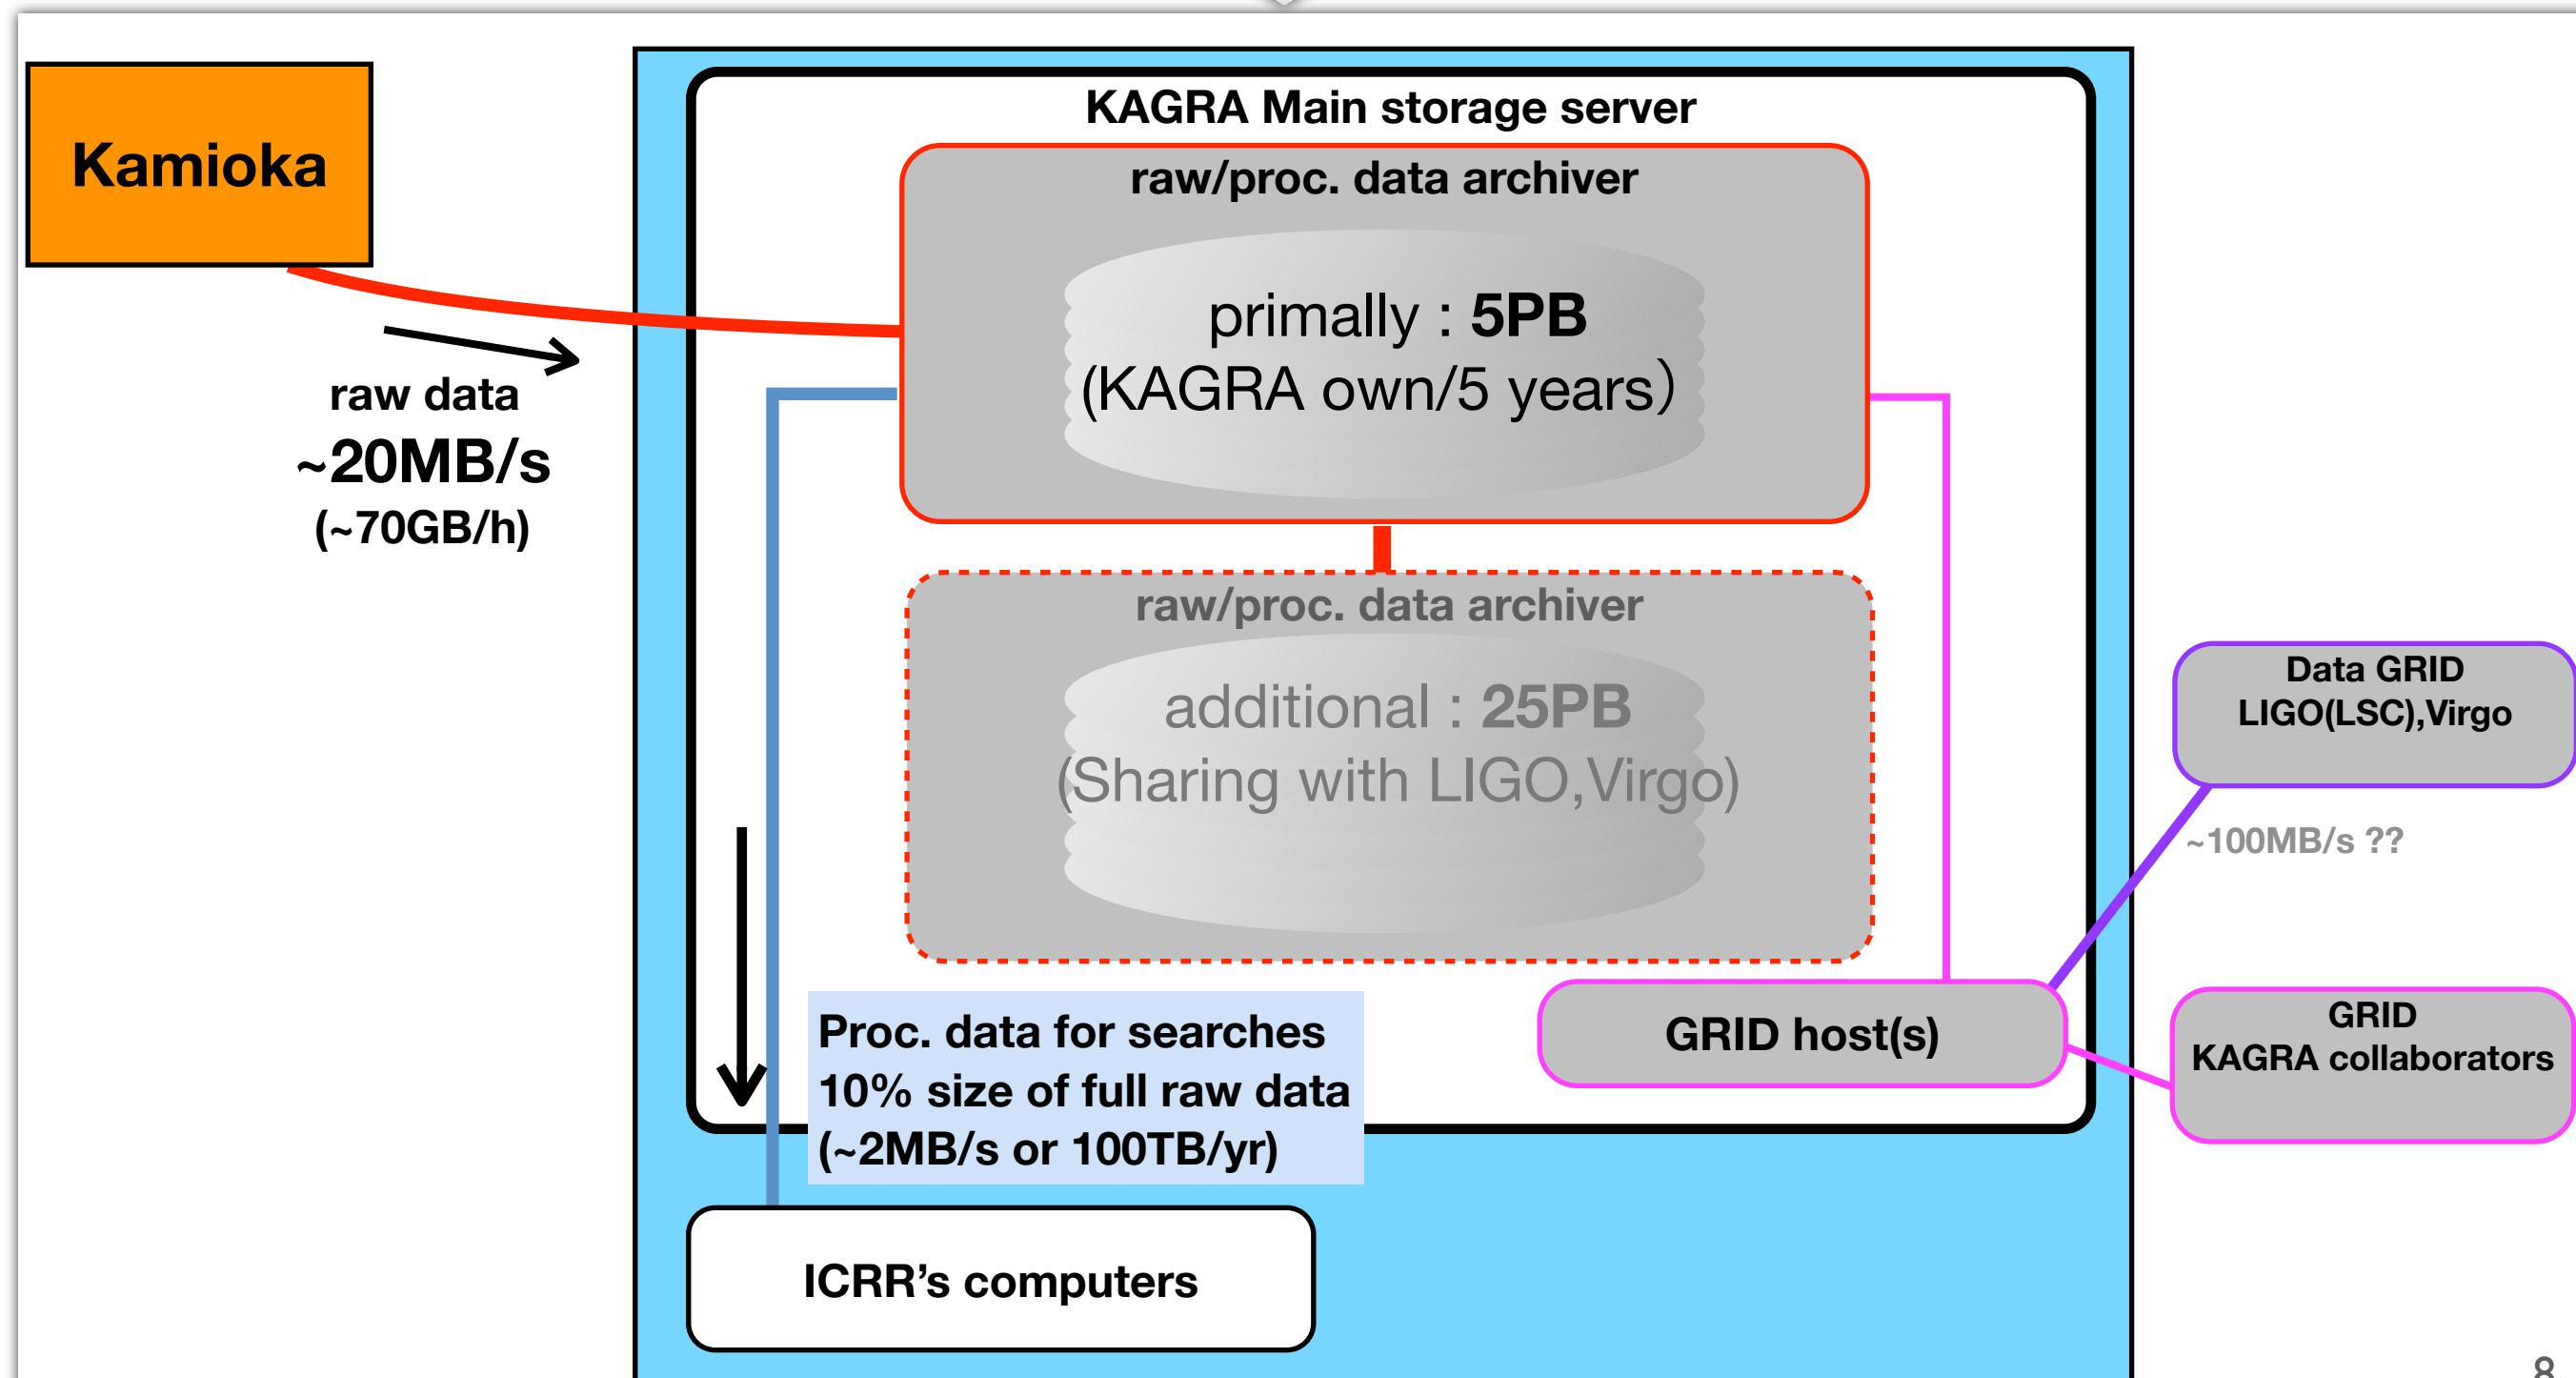 KAGRA Main storage server
Kamioka
raw/proc. data archiver
primally : 5PB
(KAGRA own/5 years）
raw data
~20MB/s
(~70GB/h)
raw/proc. data archiver
additional : 25PB
(Sharing with LIGO,Virgo)
Data GRID
LIGO(LSC),Virgo
~100MB/s ??
Proc. data for searches
10% size of full raw data
(~2MB/s or 100TB/yr)
GRID host(s)
GRID
KAGRA collaborators
ICRR's computers
8